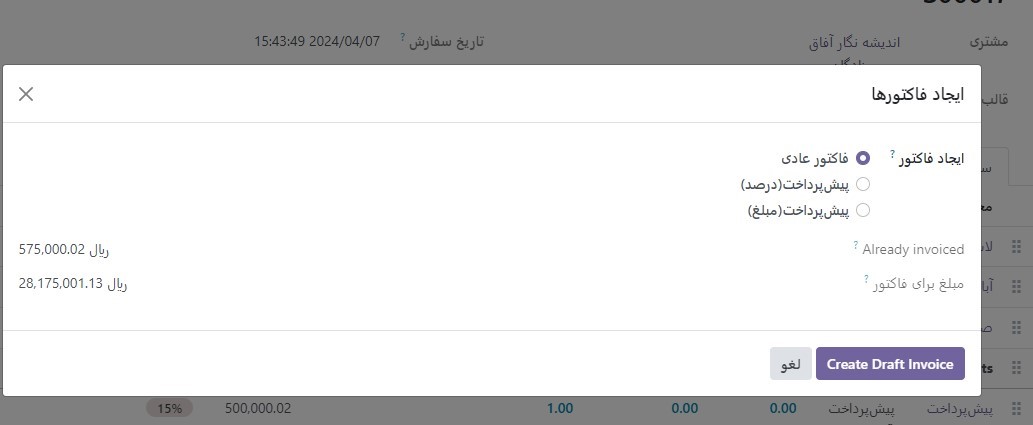 مشتری
اندیشه نگار آفاق
تاریخ سفارش ?
2024/04/07 15:43:49
قالب
ایجاد فاکتورها
ایجاد فاکتور ?
فاکتور عادی
پیش‌پرداخت(درصد)
پیش‌پرداخت(مبلغ)
Already invoiced ?
575,000.02 ریال
مبلغ برای فاکتور ?
28,175,001.13 ریال
Create Draft Invoice
لغو
پیش‌پرداخت پیش‌پرداخت 0.00 0.00 1.00 500,000.02 15%